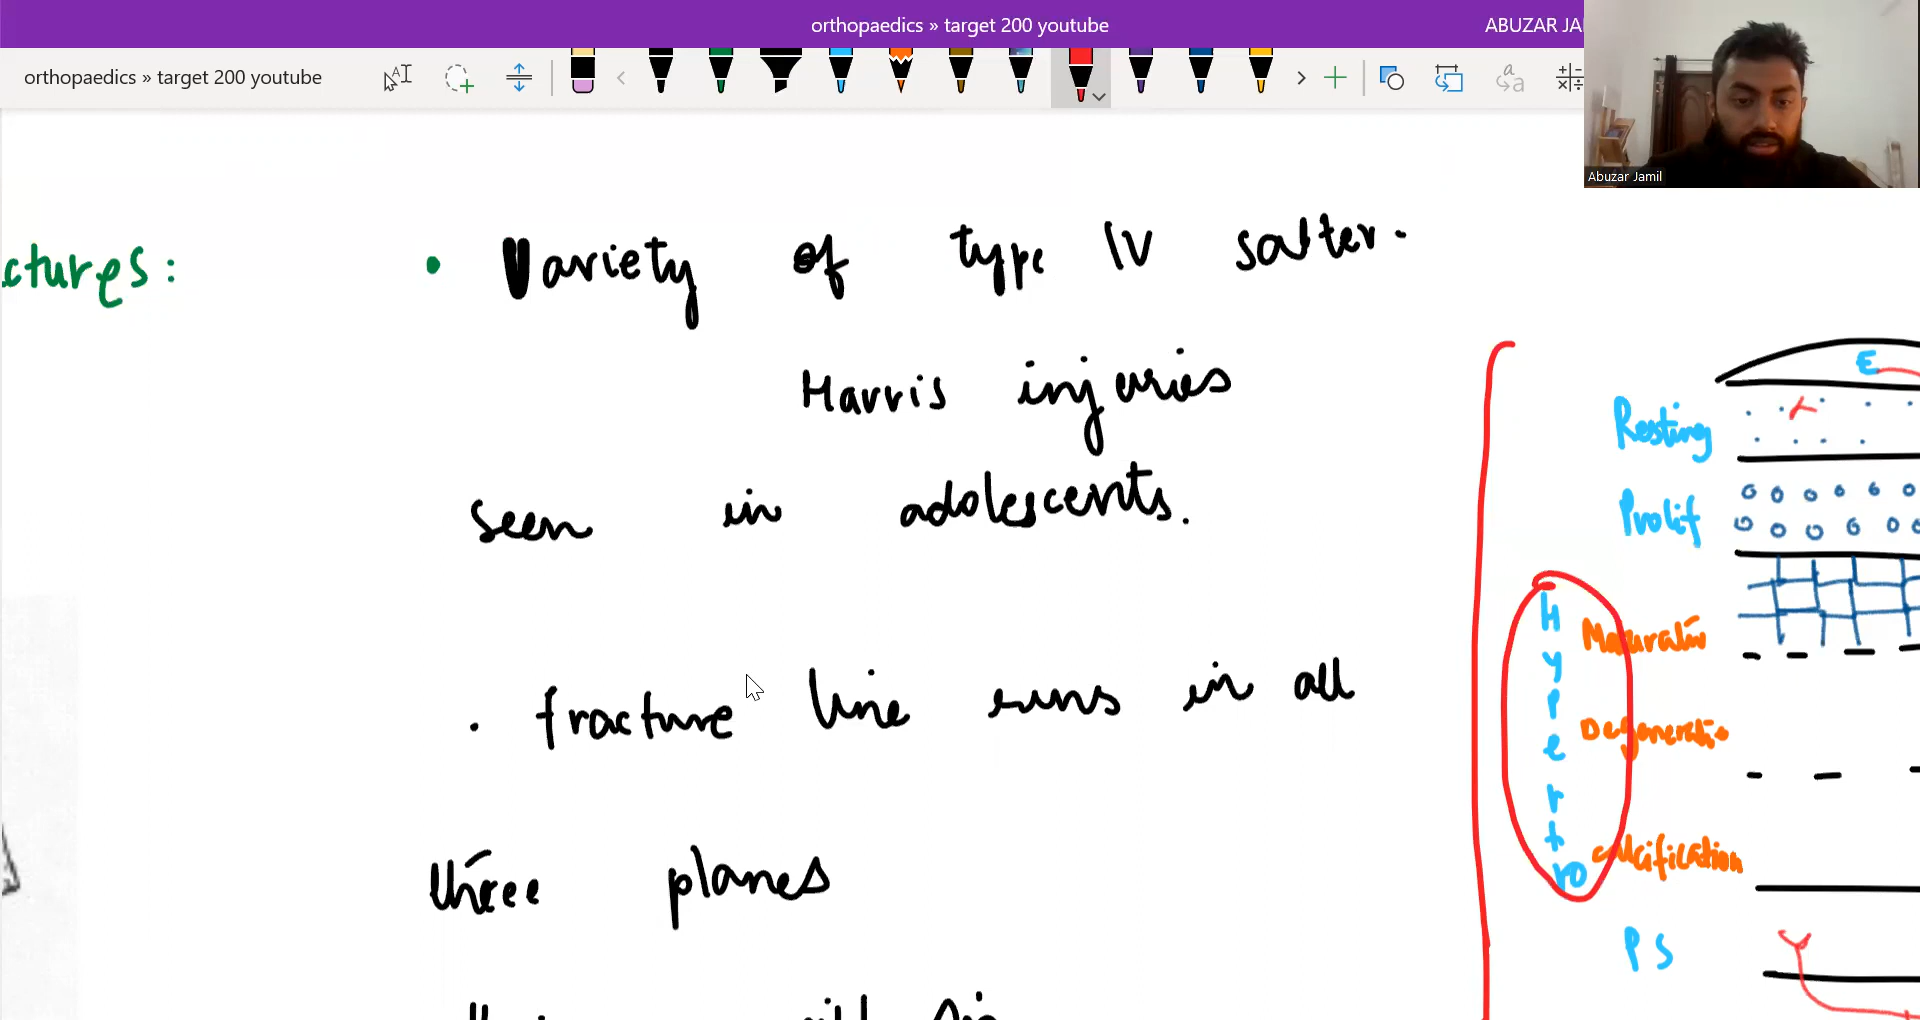 orthopaedics » target 200 youtube
ABUZAR JA
orthopaedics » target 200 youtube
Abuzar Jamil
ctures:
• Variety of type IV salter.
Harris injuries
seen in adolescents.
• fracture line runs in all
three planes
E
Resting
Prolif
Hypertro
Maturation
Degeneratio
calcification
PS